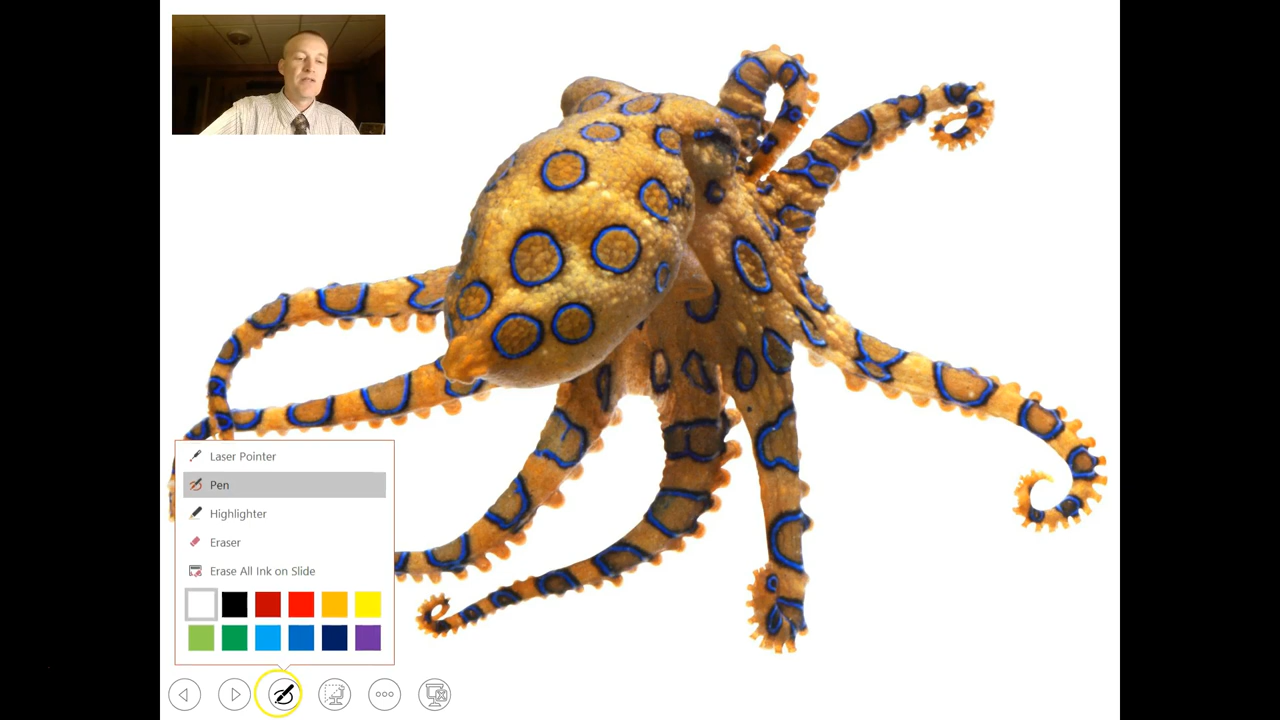 Laser Pointer
Pen
Highlighter
Eraser
Erase All Ink on Slide